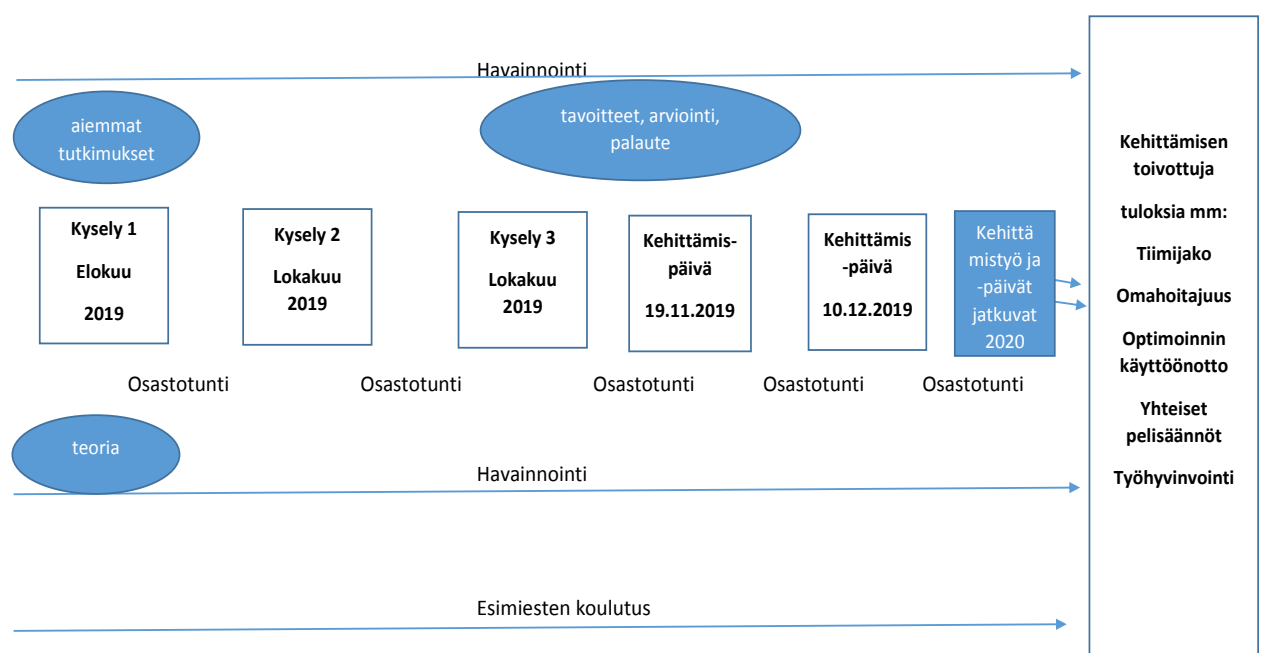 Havainnointi
aiemmat
tutkimukset
tavoitteet, arviointi,
palaute
Kysely 1
Elokuu
2019
Kysely 2
Lokakuu
2019
Kysely 3
Lokakuu
2019
Kehittämis-
päivä
19.11.2019
Kehittämis
-päivä
10.12.2019
Kehittä
mistyö ja
-päivät
jatkuvat
2020
Osastotunti
Osastotunti
Osastotunti
Osastotunti
Osastotunti
teoria
Havainnointi
Esimiesten koulutus
Kehittämisen
toivottuja
tuloksia mm:
Tiimijako
Omahoitajuus
Optimoinnin
käyttöönotto
Yhteiset
pelisäännöt
Työhyvinvointi